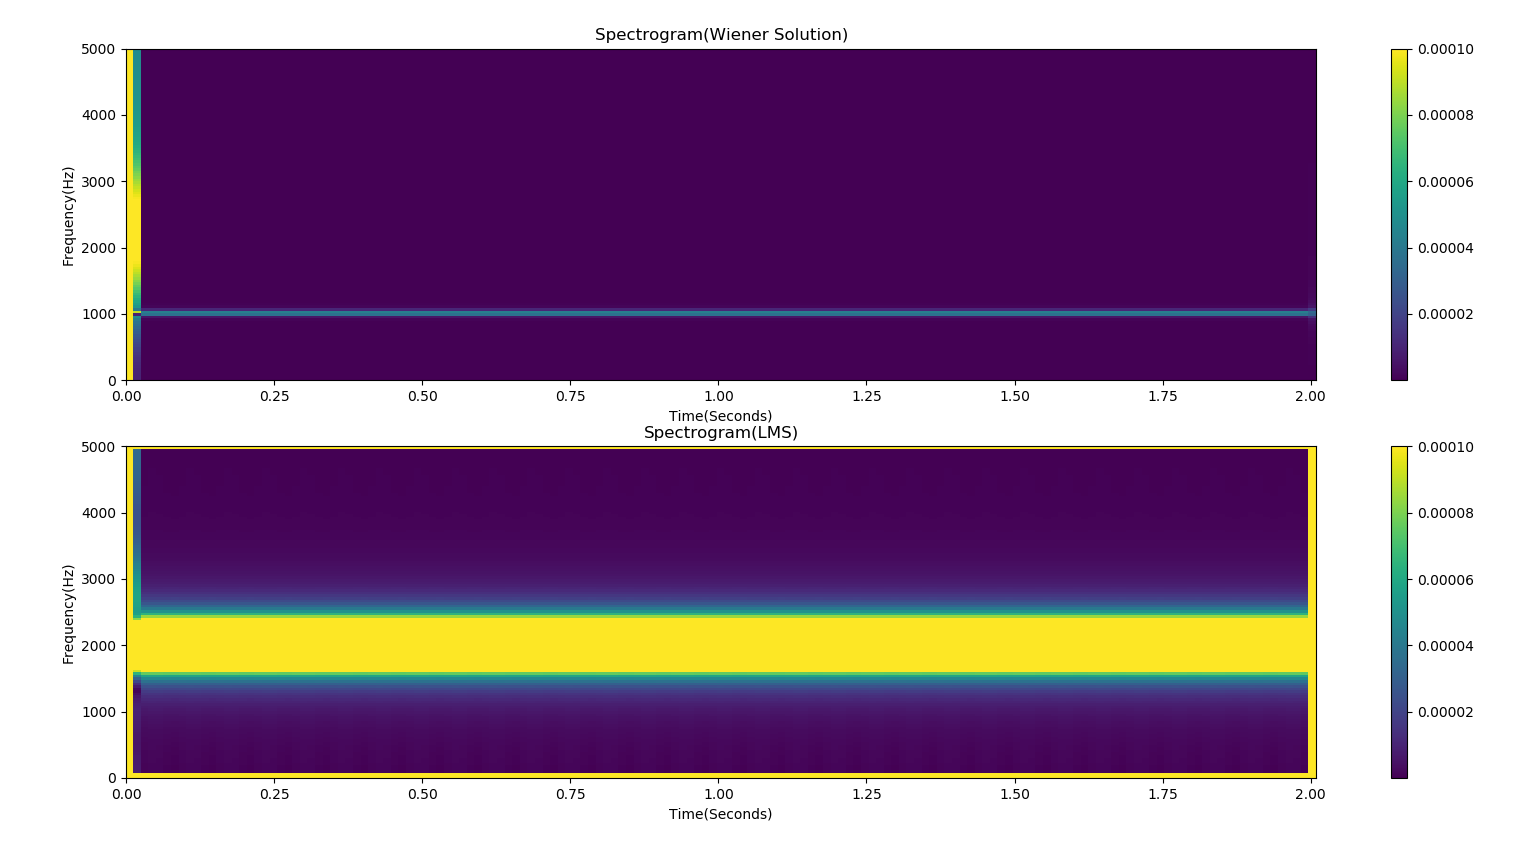 Spectrogram(Wiener Solution)
5000
4000
3000
2000
1000
0
Frequency(Hz)
0.00 0.25 0.50 0.75 1.00 1.25 1.50 1.75 2.00
Time(Seconds)
0.00010
0.00008
0.00006
0.00004
0.00002
Spectrogram(LMS)
5000
4000
3000
2000
1000
0
Frequency(Hz)
0.00 0.25 0.50 0.75 1.00 1.25 1.50 1.75 2.00
Time(Seconds)
0.00010
0.00008
0.00006
0.00004
0.00002